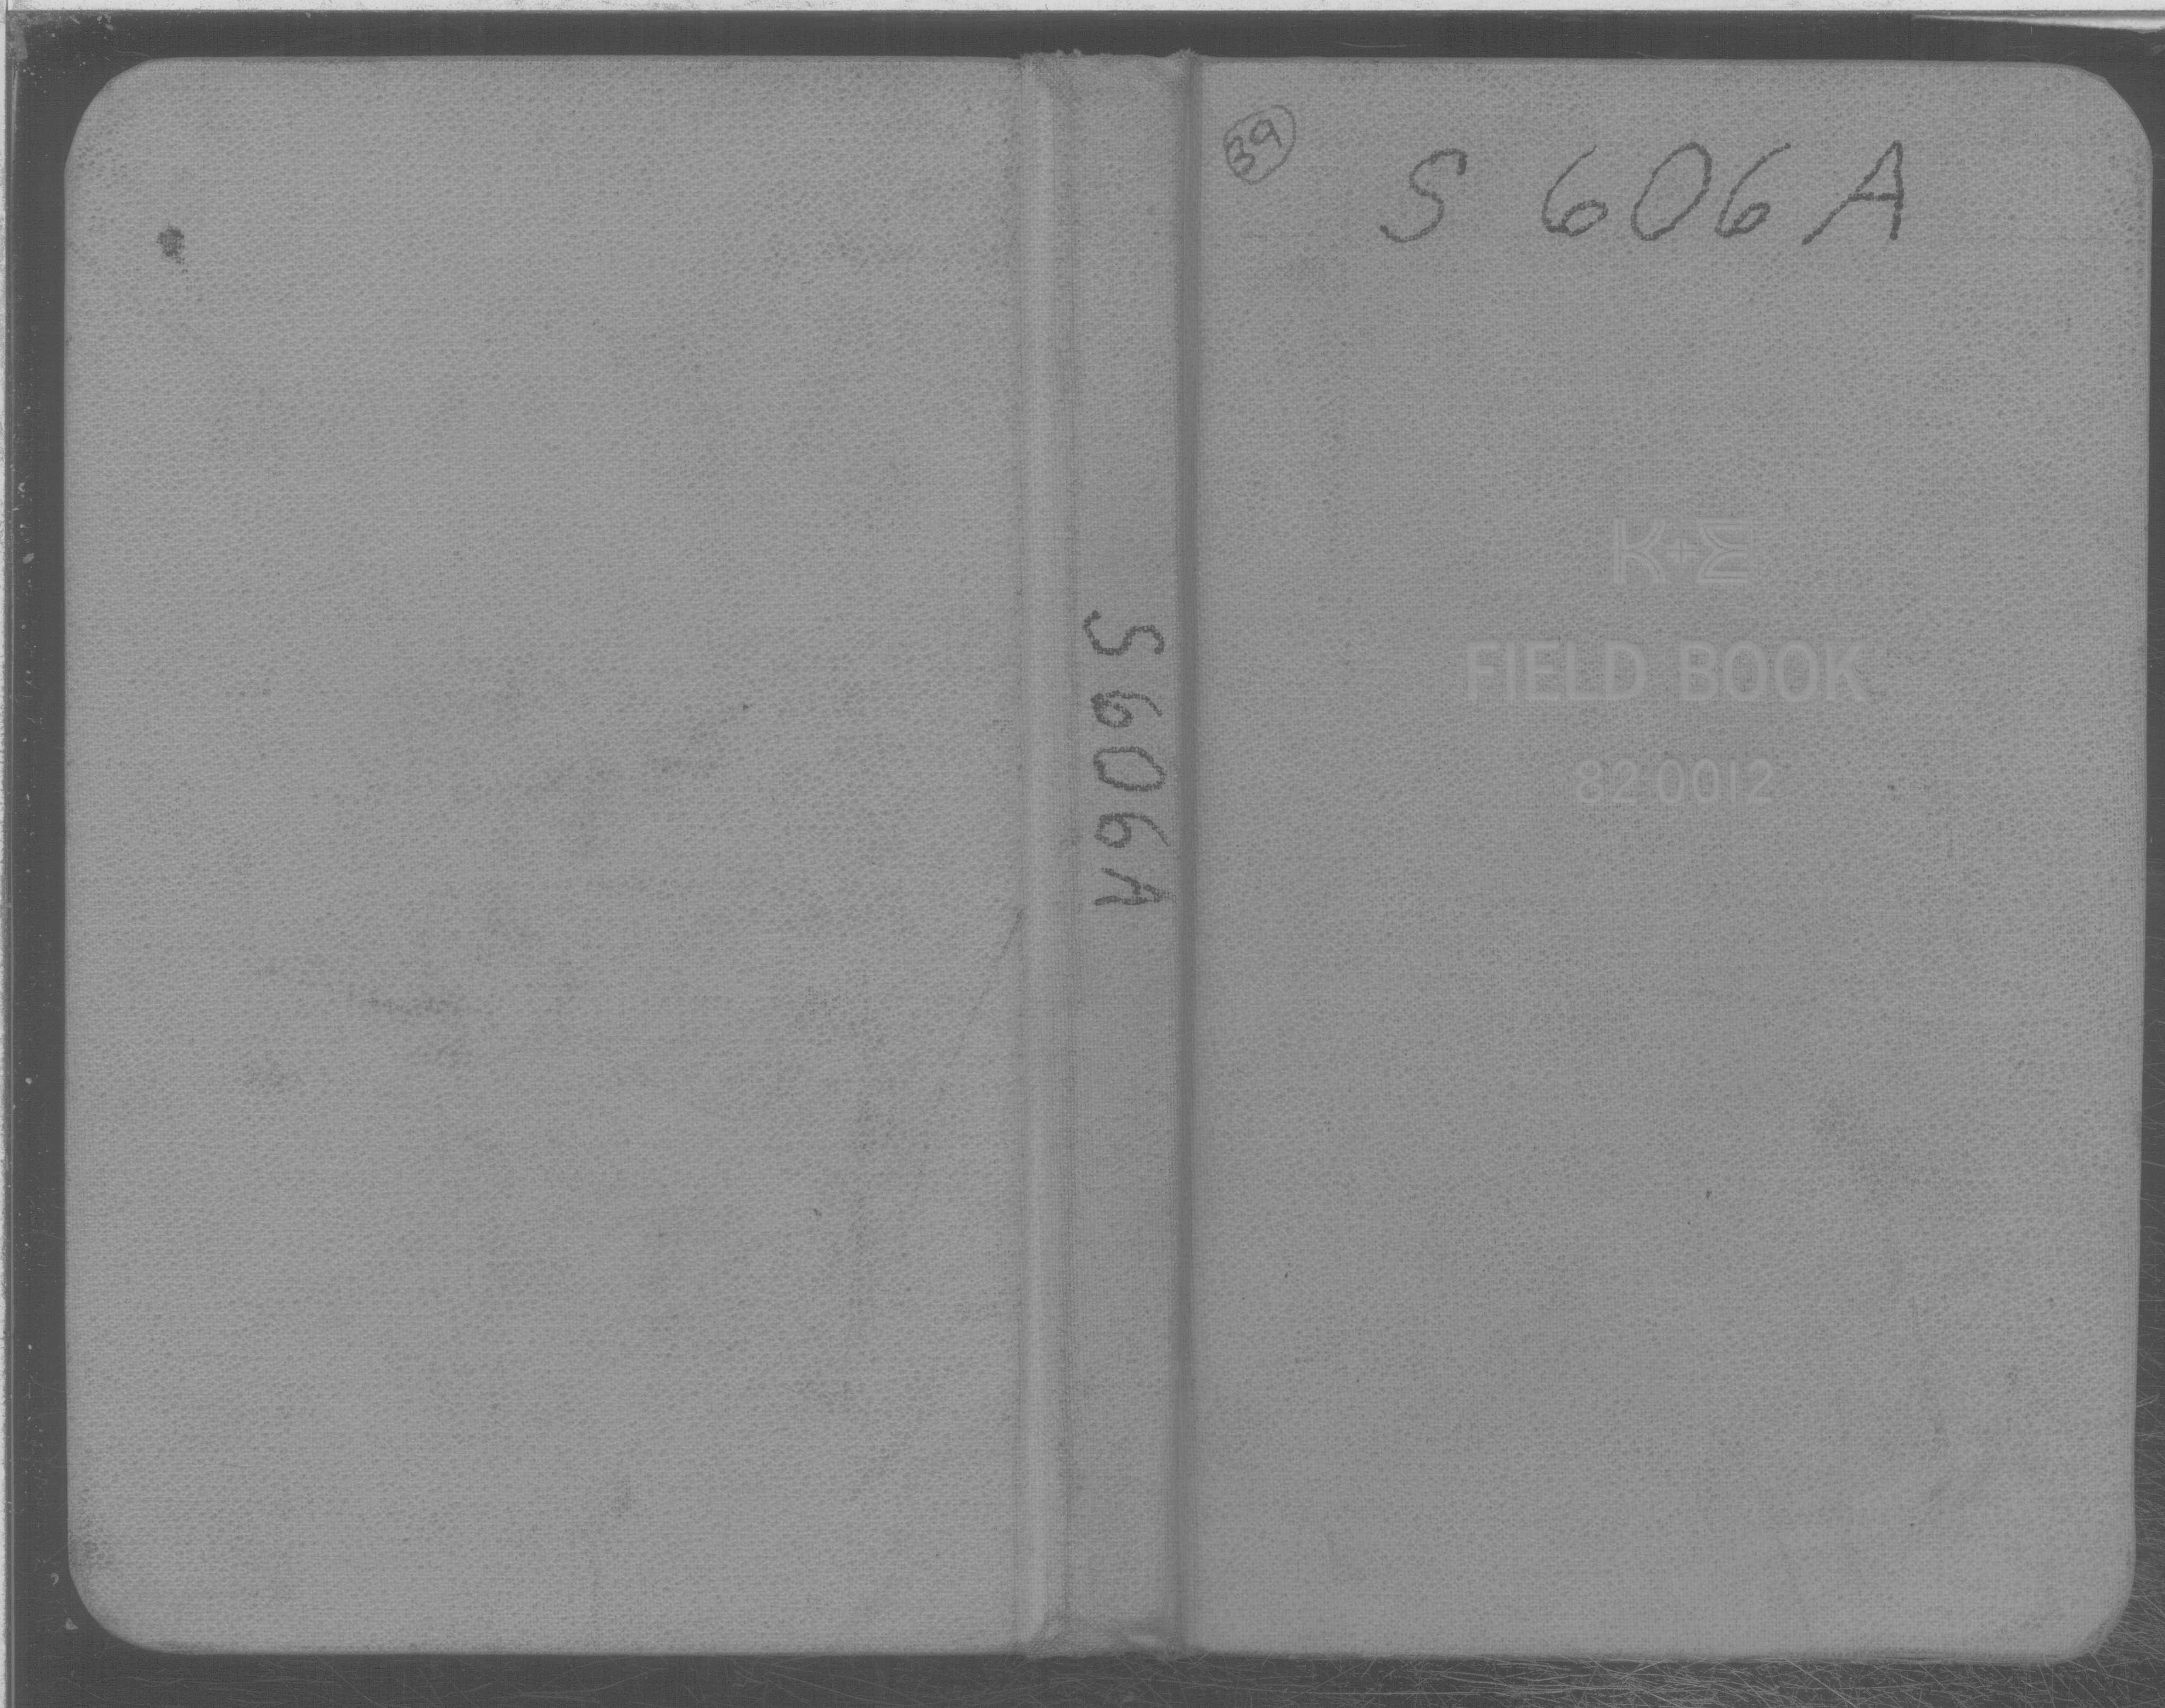 S606A
39
S 606A
K+E
FIELD BOOK
82 0012